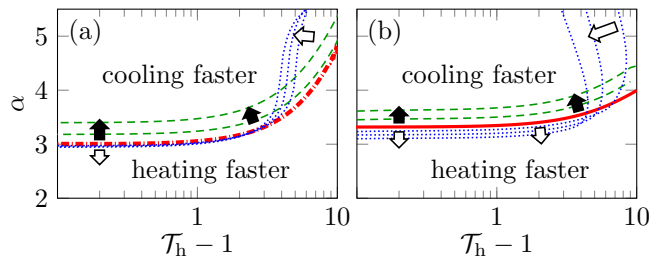 (a)
(b)
5
4
3
2
α
cooling faster
cooling faster
heating faster
heating faster
1
10
1
10
𝒯h − 1
𝒯h − 1